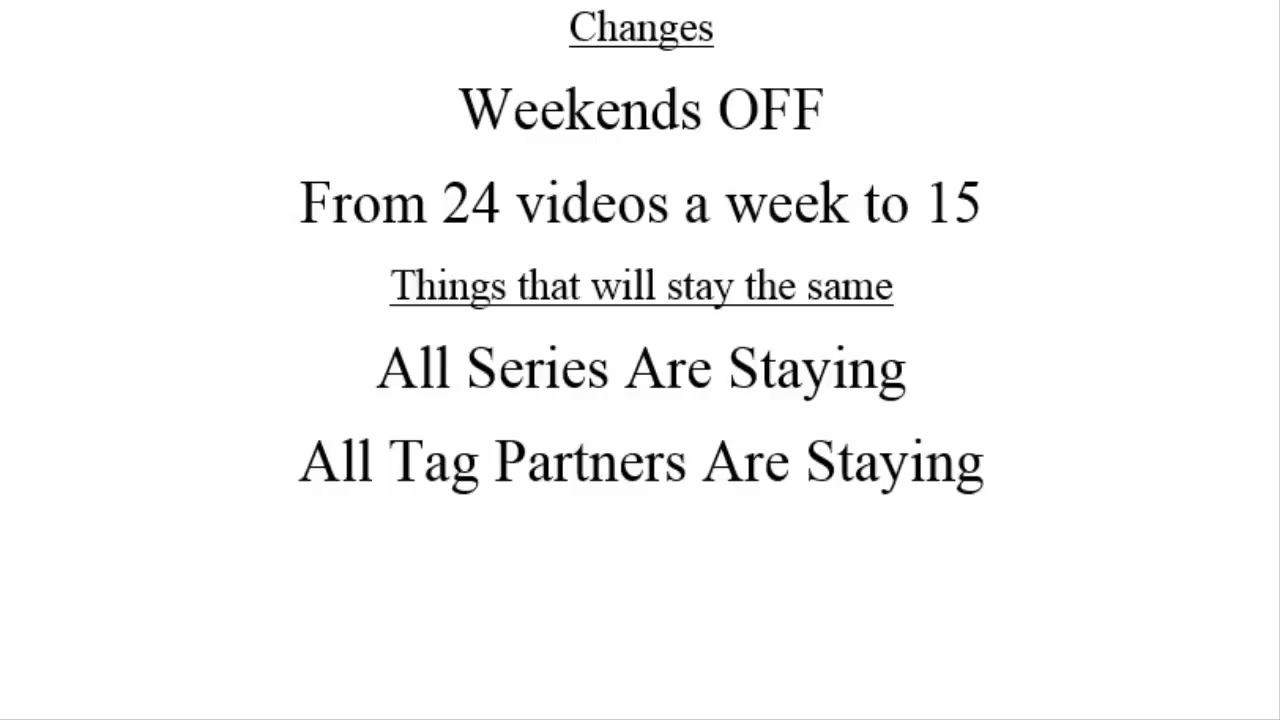 Changes
Weekends OFF
From 24 videos a week to 15
Things that will stay the same
All Series Are Staying
All Tag Partners Are Staying